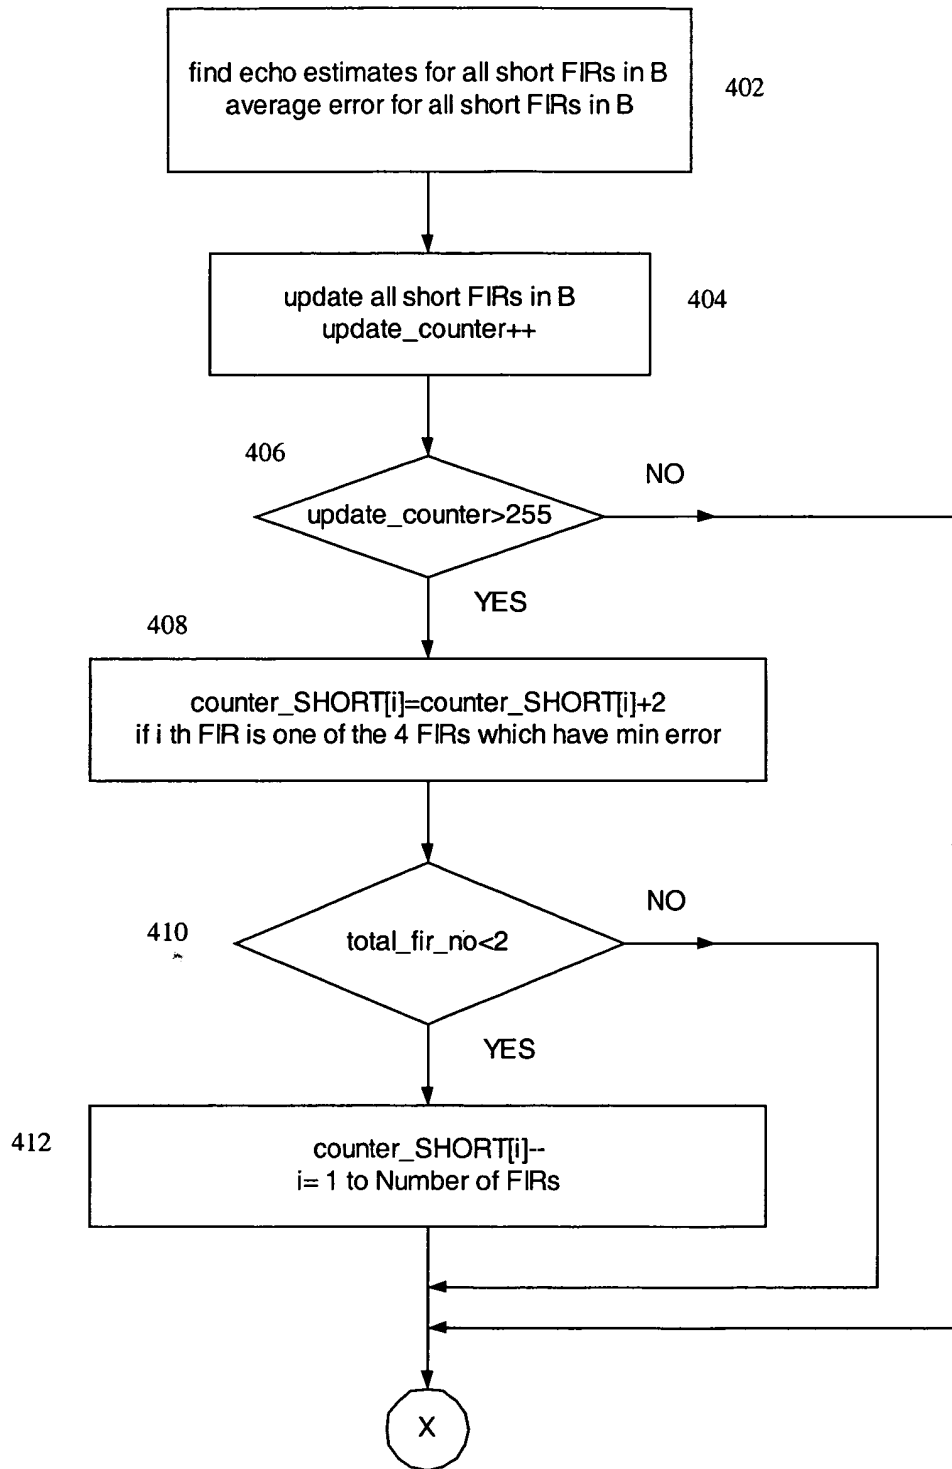 find echo estimates for all short FIRs in B
average error for all short FIRs in B
402
update all short FIRs in B
update_counter++
404
406
NO
update_counter>255
YES
408
counter_SHORT[i]=counter_SHORT[i]+2
if i th FIR is one of the 4 FIRs which have min error
NO
410
total_fir_no<2
YES
412
counter_SHORT[i]--
i= 1 to Number of FIRs
X